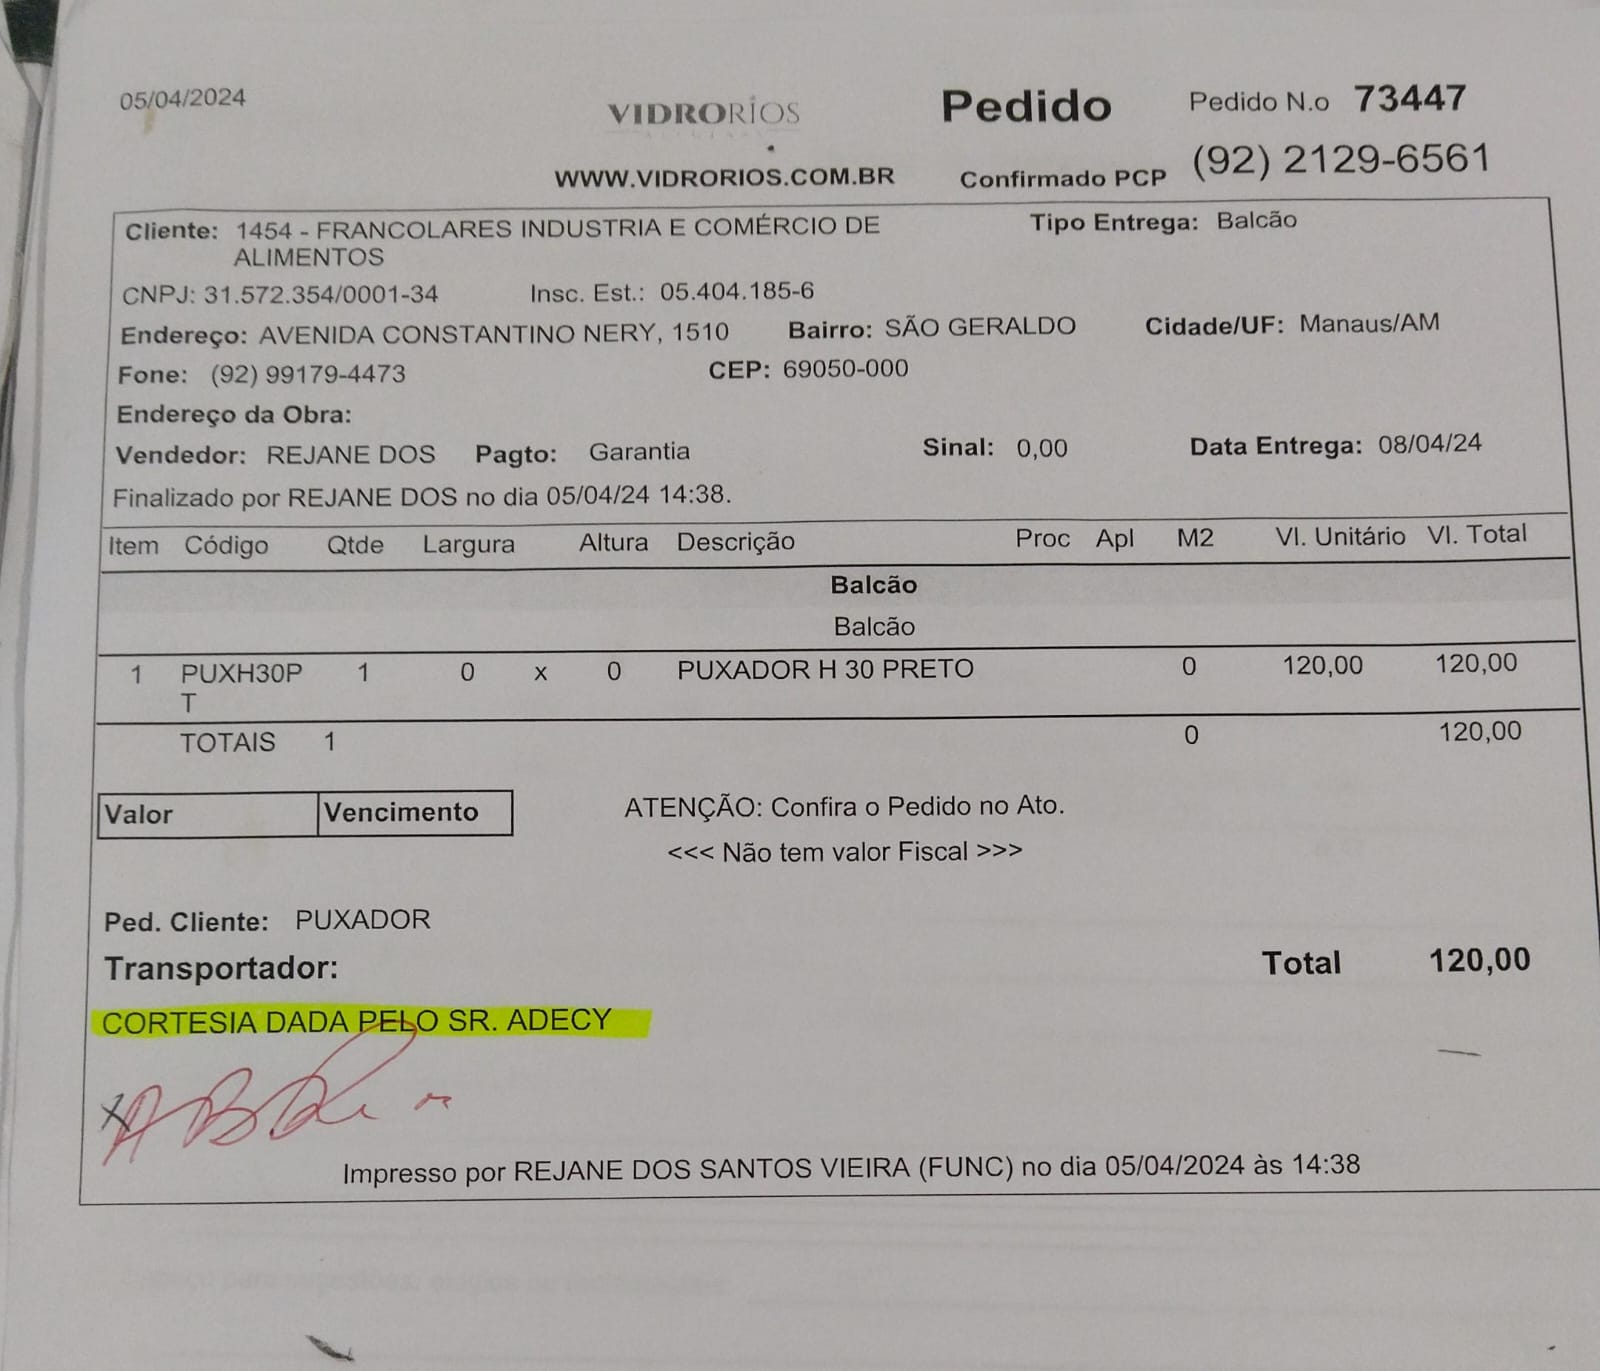 05/04/2024
VIDRORÍOS
Pedido
Pedido N.o 73447
WWW.VIDRORIOS.COM.BR
Confirmado PCP (92) 2129-6561
Cliente: 1454 - FRANCOLARES INDUSTRIA E COMÉRCIO DE Tipo Entrega: Balcão
ALIMENTOS
CNPJ: 31.572.354/0001-34 Insc. Est.: 05.404.185-6
Endereço: AVENIDA CONSTANTINO NERY, 1510 Bairro: SÃO GERALDO Cidade/UF: Manaus/AM
Fone: (92) 99179-4473 CEP: 69050-000
Endereço da Obra:
Vendedor: REJANE DOS Pagto: Garantia Sinal: 0,00 Data Entrega: 08/04/24
Finalizado por REJANE DOS no dia 05/04/24 14:38.
Item Código Qtde Largura Altura Descrição Proc Apl M2 Vl. Unitário Vl. Total
Balcão
Balcão
1 PUXH30P 1 0 x 0 PUXADOR H 30 PRETO 0 120,00 120,00
T
TOTAIS 1 0 120,00
Valor Vencimento
ATENÇÃO: Confira o Pedido no Ato.
<<< Não tem valor Fiscal >>>
Ped. Cliente: PUXADOR
Transportador:
Total 120,00
CORTESIA DADA PELO SR. ADECY
Impresso por REJANE DOS SANTOS VIEIRA (FUNC) no dia 05/04/2024 às 14:38